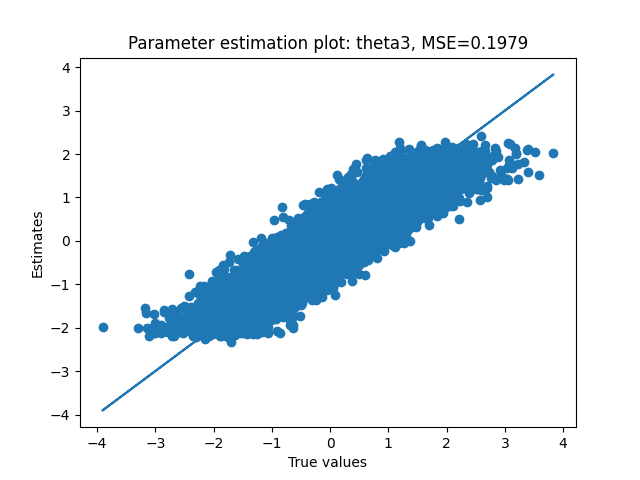 Parameter estimation plot: theta3, MSE=0.1979
4
3
2
1
0
−1
−2
−3
−4
Estimates
−4 −3 −2 −1 0 1 2 3 4
True values